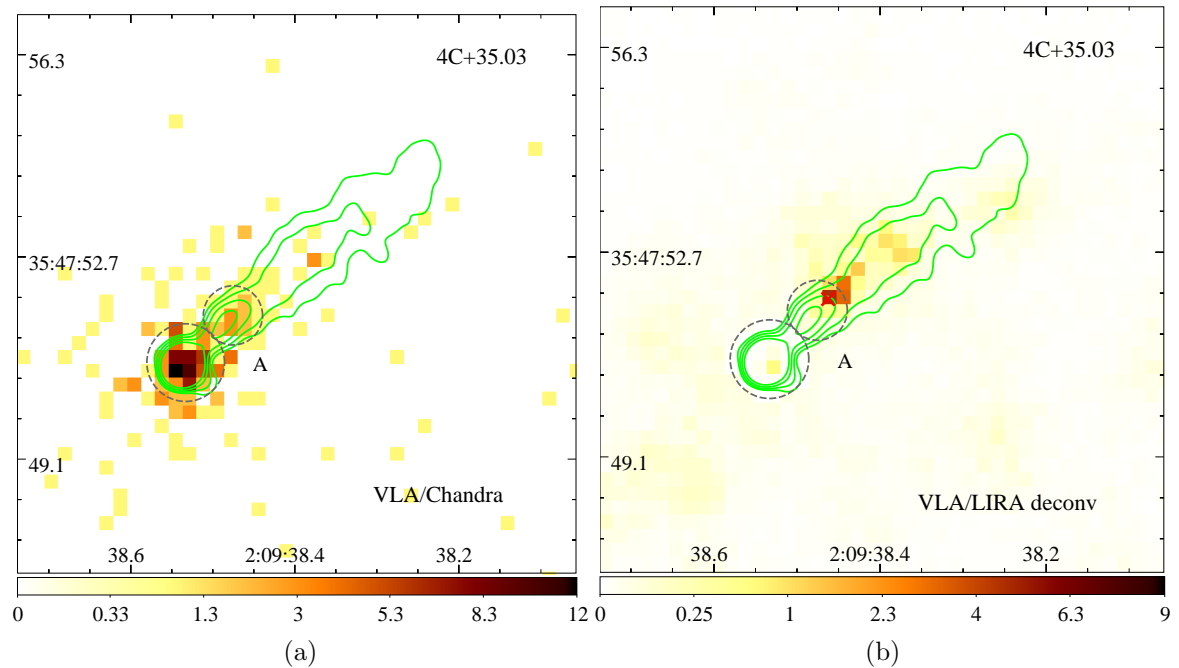 4C+35.03
56.3
35:47:52.7
A
49.1
VLA/Chandra
38.6 2:09:38.4 38.2
0 0.33 1.3 3 5.3 8.3 12
(a)
4C+35.03
56.3
35:47:52.7
A
49.1
VLA/LIRA deconv
38.6 2:09:38.4 38.2
0 0.25 1 2.3 4 6.3 9
(b)